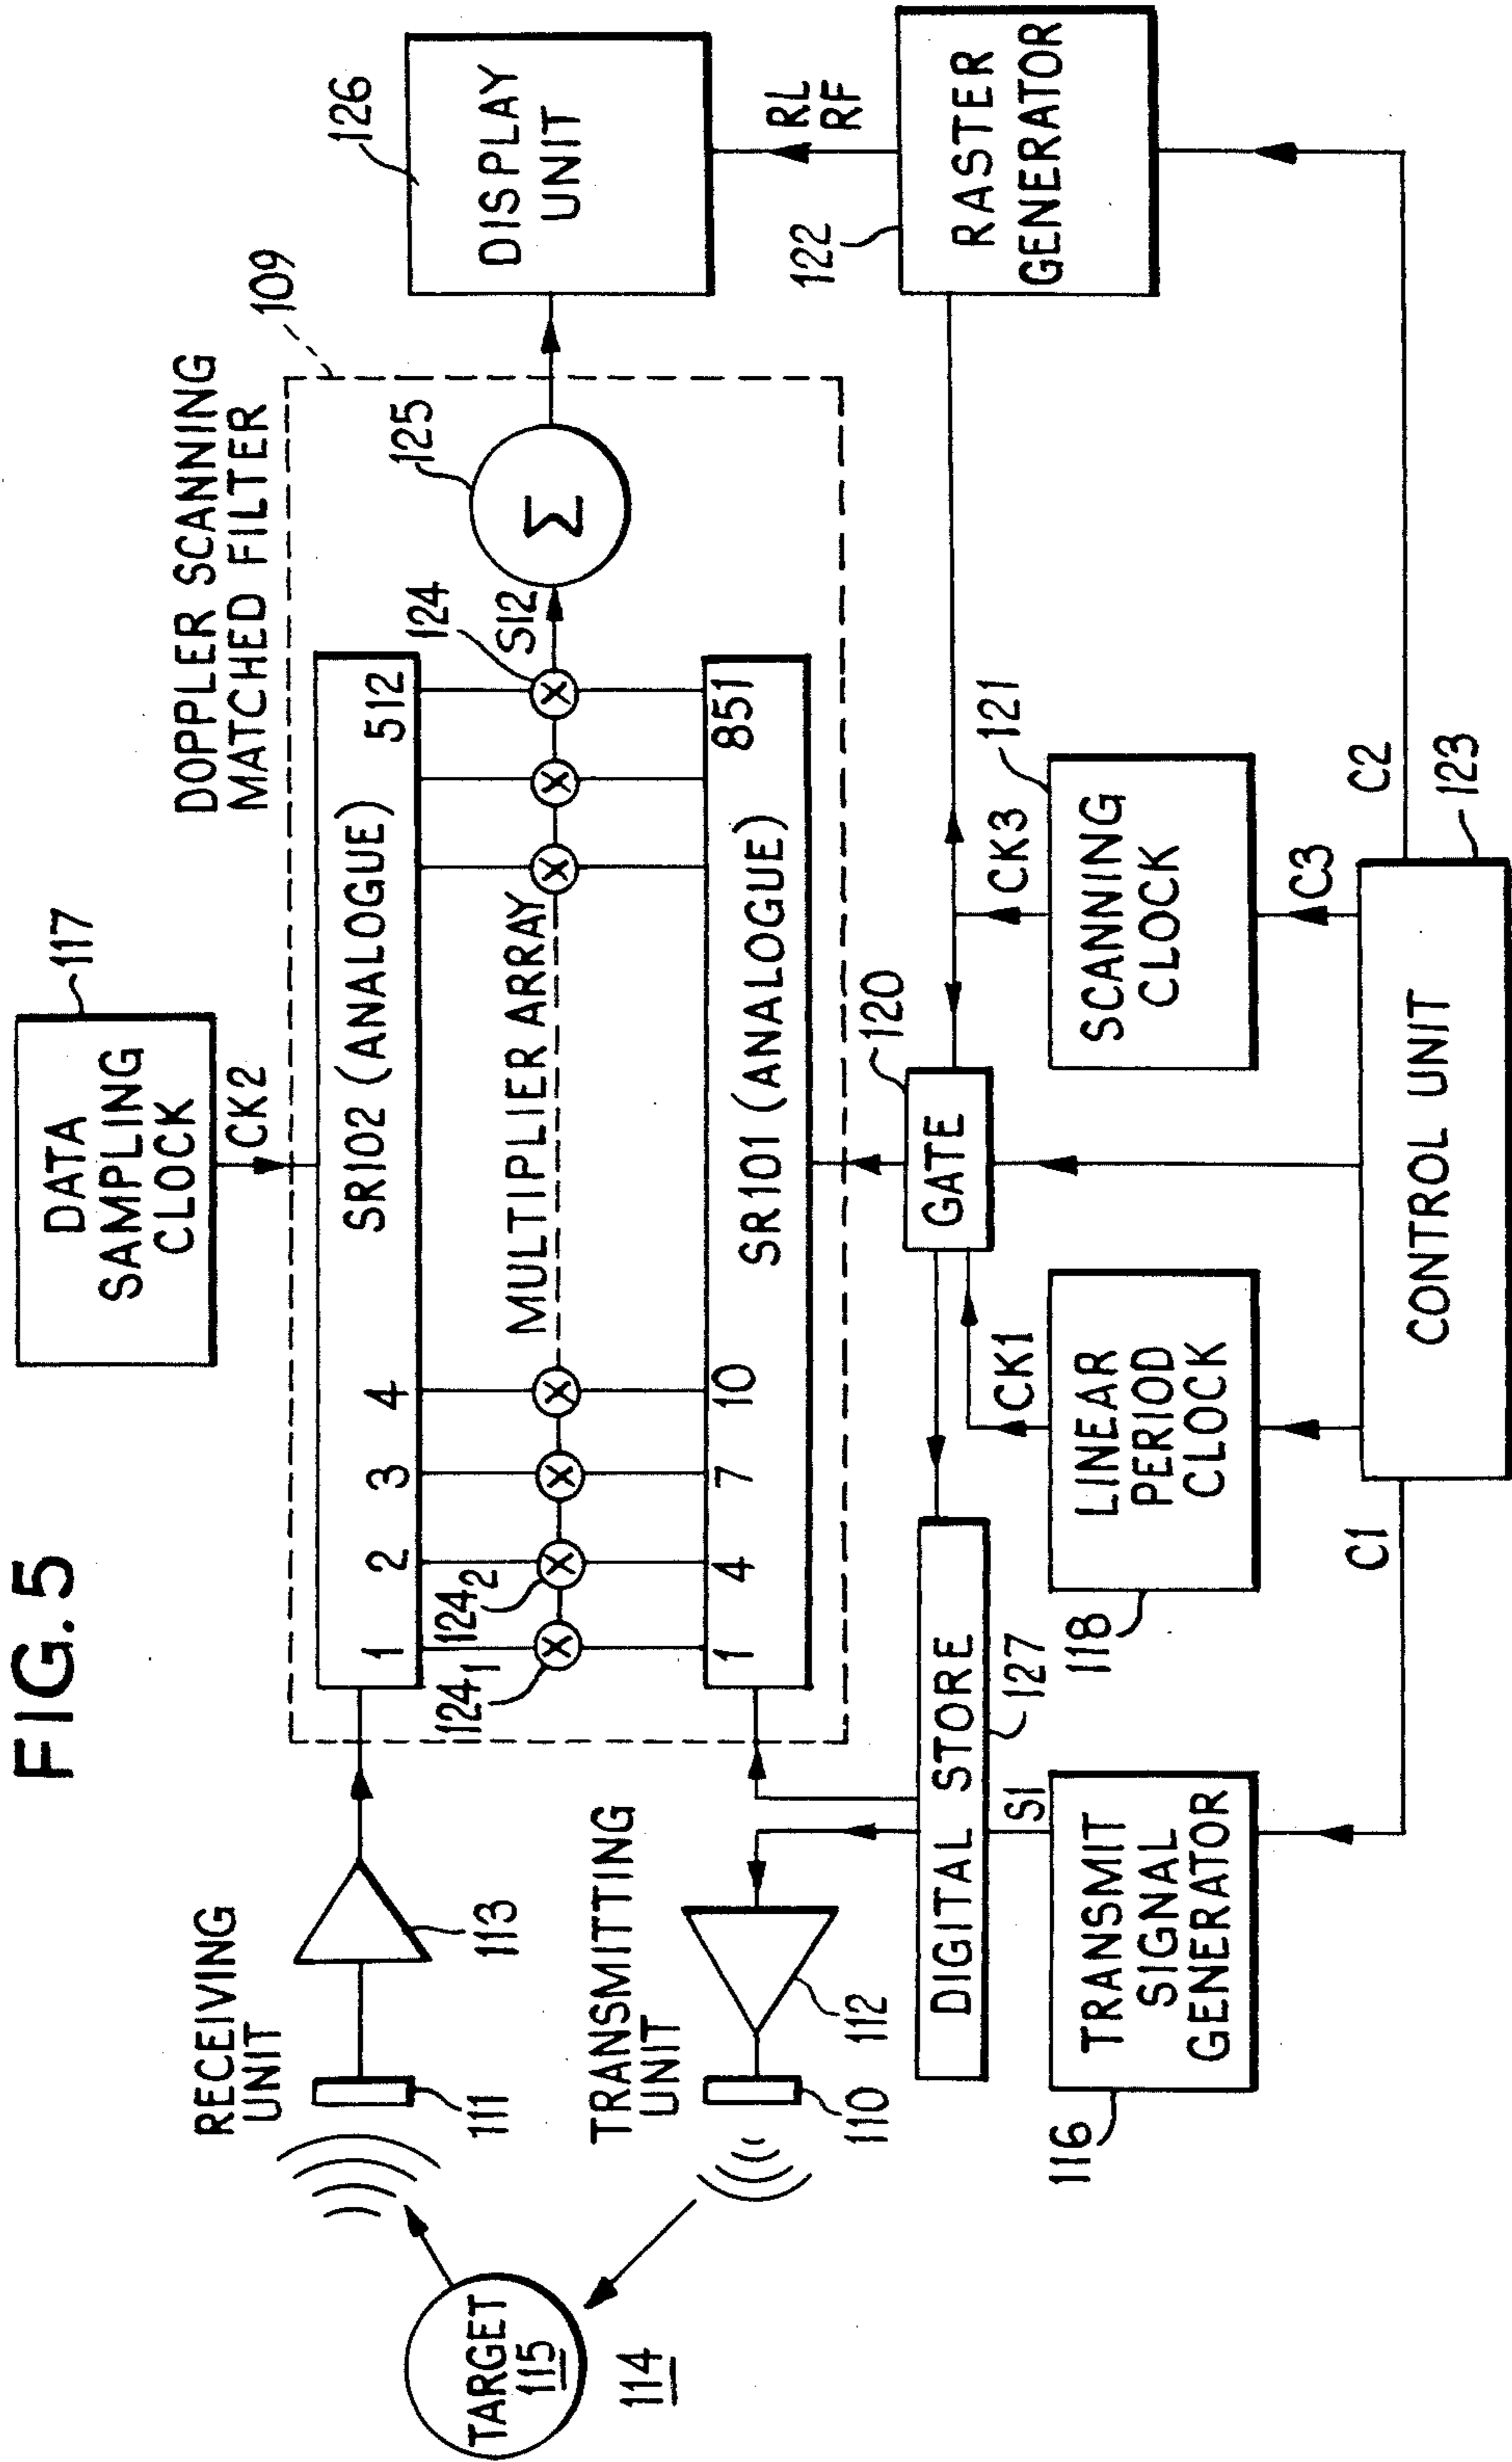 FIG. 5
DATA
SAMPLING
CLOCK
117
CK2
DOPPLER SCANNING
MATCHED FILTER
109
RECEIVING
UNIT
111
113
SR102 (ANALOGUE)
1 2 3 4 512
124₁
124₂
MULTIPLIER ARRAY
124
S12
125
Σ
126
DISPLAY
UNIT
TARGET
115
114
TRANSMITTING
UNIT
110
112
1 4 7 10 851
SR101 (ANALOGUE)
RL
RF
DIGITAL STORE
127
GATE
120
122
RASTER
GENERATOR
S1
TRANSMIT
SIGNAL
GENERATOR
116
CK1
LINEAR
PERIOD
CLOCK
118
CK3
121
SCANNING
CLOCK
C1
C3
C2
CONTROL UNIT
123